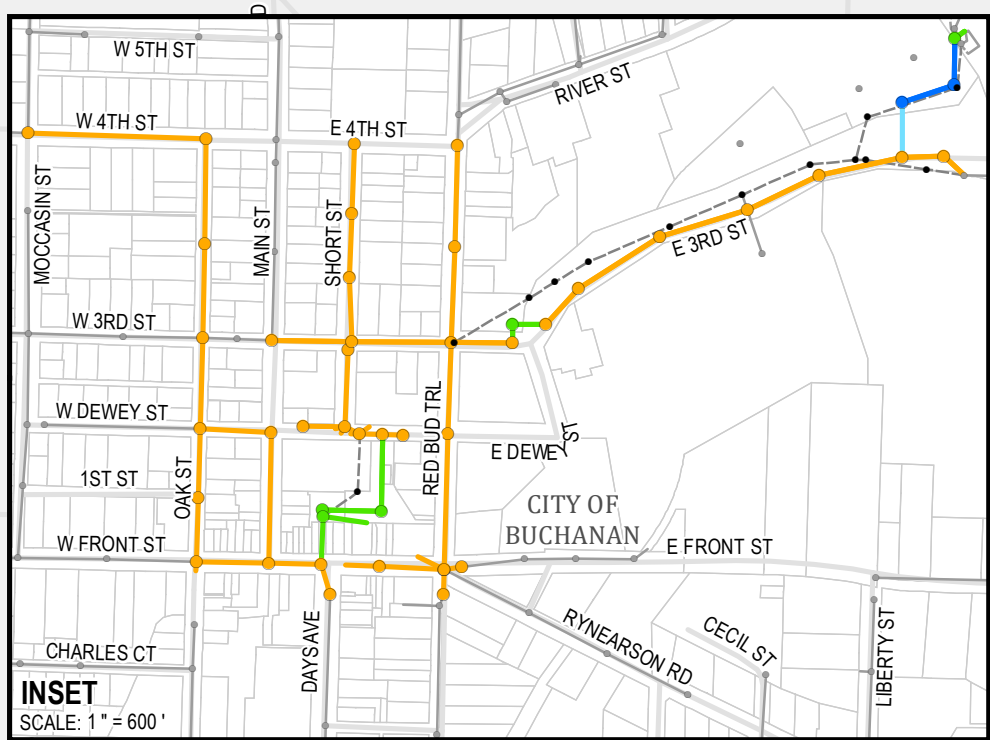 D
W 5TH ST
RIVER ST
W 4TH ST
E 4TH ST
MOCCASIN ST
MAIN ST
SHORT ST
E 3RD ST
W 3RD ST
RED BUD TRL
W DEWEY ST
E DEWEY ST
1ST ST
OAK ST
CITY OF
BUCHANAN
W FRONT ST
E FRONT ST
DAYS AVE
RYNEARSON RD
CECIL ST
LIBERTY ST
CHARLES CT
INSET
SCALE: 1 " = 600 '